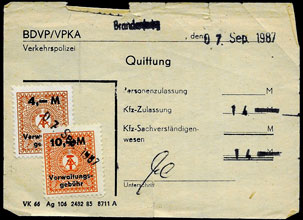 BDVP/VPKA
Brandenburg, den 07. Sep. 1987
Verkehrspolizei
Quittung
Personenzulassung M
Kfz-Zulassung 14 M
Kfz-Sachverständigen-
wesen M
14 M
Unterschrift
4,— M
Verwaltungs-
gebühr
10,— M
Verwaltungs-
gebühr
VK 66 Ag 106 2432 85 8711 A